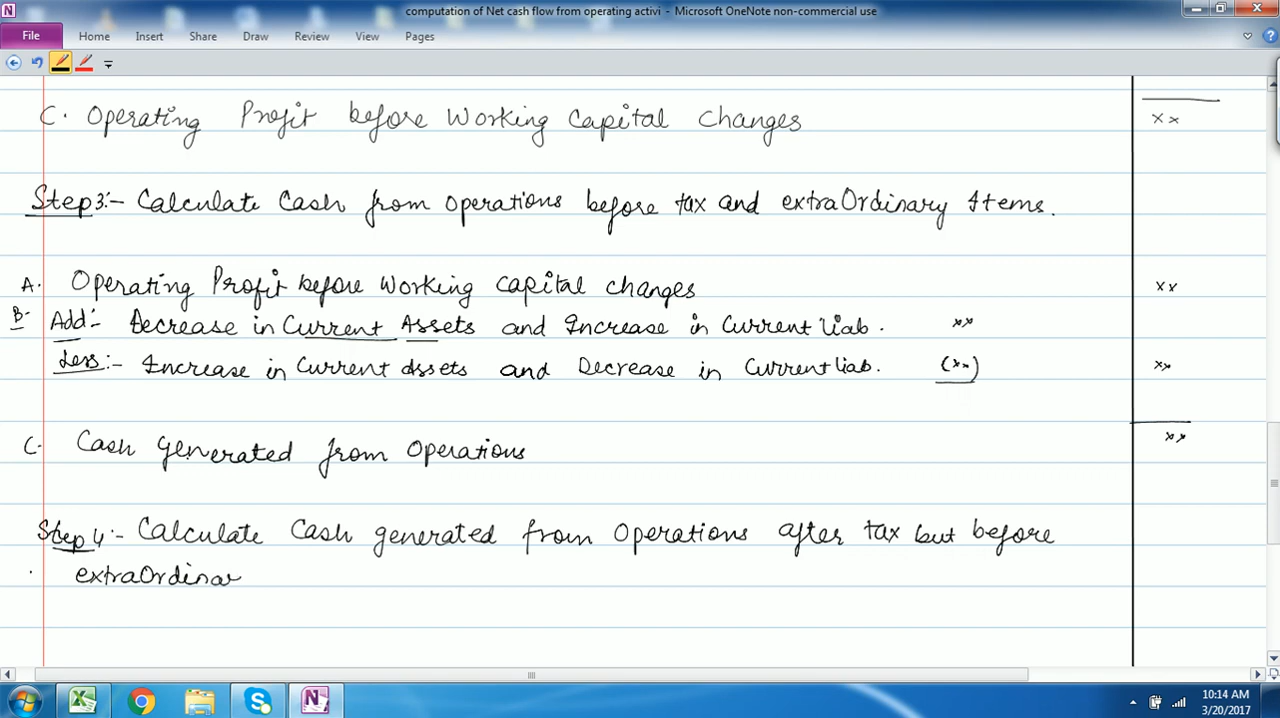 computation of Net cash flow from operating activi - Microsoft OneNote non-commercial use
File Home Insert Share Draw Review View Pages
C. Operating Profit before Working Capital Changes xx
Step3:- Calculate Cash from operations before tax and extraOrdinary Items.
A. Operating Profit before Working capital changes xx
B- Add:- Decrease in Current Assets and Increase in Current liab. xx
Less:- Increase in Current assets and Decrease in Current liab. (xx) xx
C- Cash generated from Operations xx
Step4:- Calculate Cash generated from Operations after tax but before
extraOrdinar
10:14 AM
3/20/2017